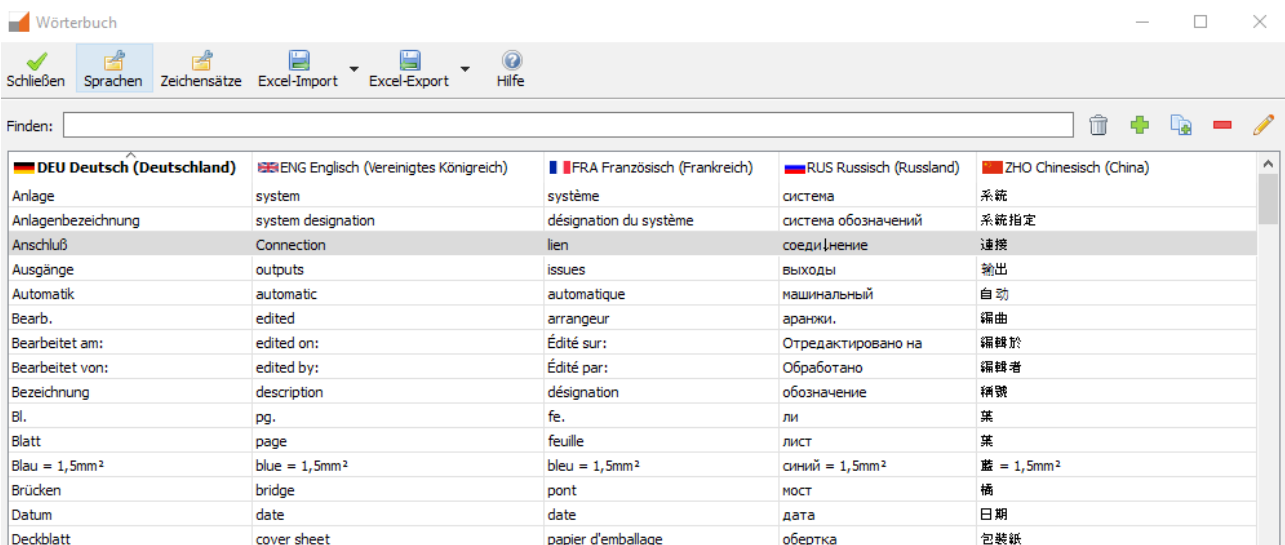 Wörterbuch
Schließen Sprachen Zeichensätze Excel-Import Excel-Export Hilfe
Finden:
DEU Deutsch (Deutschland) ENG Englisch (Vereinigtes Königreich) FRA Französisch (Frankreich) RUS Russisch (Russland) ZHO Chinesisch (China)
Anlage system système система 系統
Anlagenbezeichnung system designation désignation du système система обозначений 系統指定
Anschluß Connection lien соеди↓нение 連接
Ausgänge outputs issues выходы 輸出
Automatik automatic automatique машинальный 自动
Bearb. edited arrangeur аранжи. 編曲
Bearbeitet am: edited on: Édité sur: Отредактировано на 編輯於
Bearbeitet von: edited by: Édité par: Обработано 編輯者
Bezeichnung description désignation обозначение 稱號
Bl. pg. fe. ли 葉
Blatt page feuille лист 葉
Blau = 1,5mm² blue = 1,5mm² bleu = 1,5mm² синий = 1,5mm² 藍 = 1,5mm²
Brücken bridge pont мост 橋
Datum date date дата 日期
Deckblatt cover sheet papier d'emballage обертка 包裝紙